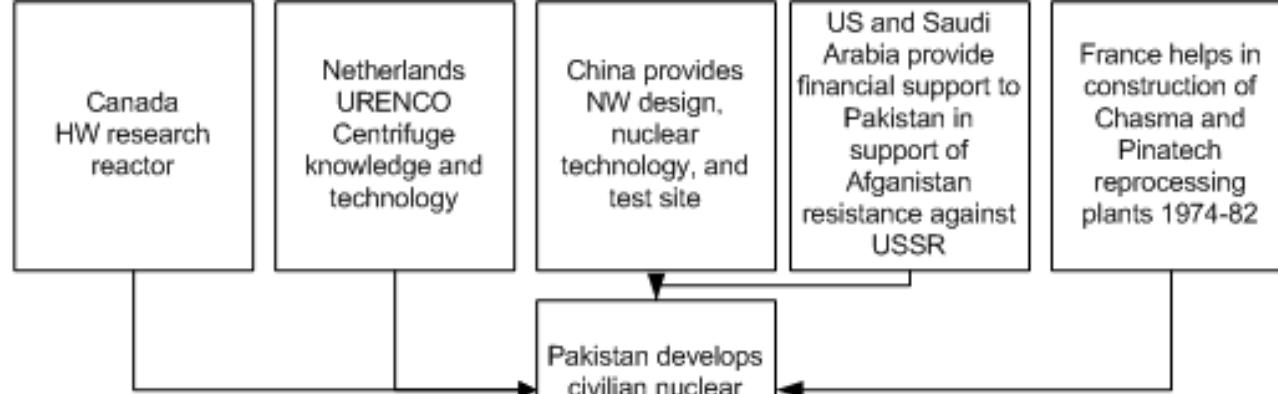 Canada
HW research
reactor
Netherlands
URENCO
Centrifuge
knowledge and
technology
China provides
NW design,
nuclear
technology, and
test site
US and Saudi
Arabia provide
financial support to
Pakistan in
support of
Afganistan
resistance against
USSR
France helps in
construction of
Chasma and
Pinatech
reprocessing
plants 1974-82
Pakistan develops
civilian nuclear